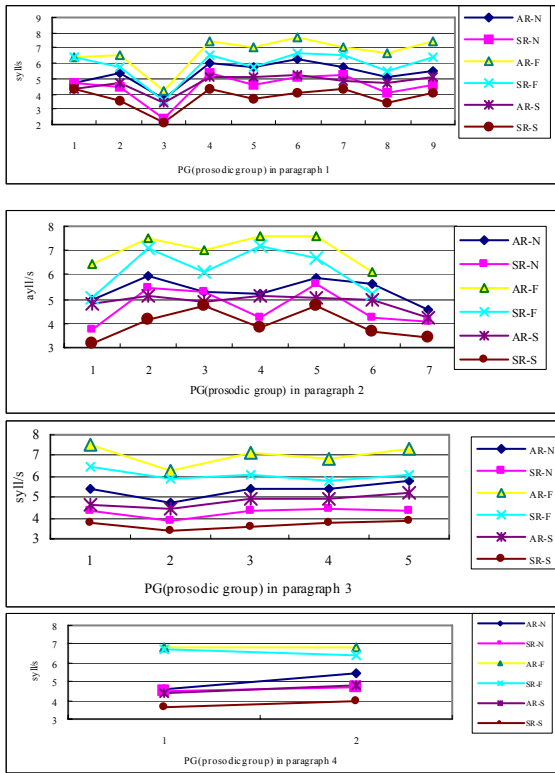 8
7
6
5
4
3
2
syll/s
1 2 3 4 5 6 7 8 9
PG(prosodic group) in paragraph 1
AR-N
SR-N
AR-F
SR-F
AR-S
SR-S
8
7
6
5
4
3
ayll/s
1 2 3 4 5 6 7
PG(prosodic group) in paragraph 2
AR-N
SR-N
AR-F
SR-F
AR-S
SR-S
8
7
6
5
4
3
syll/s
1 2 3 4 5
PG(prosodic group) in paragraph 3
AR-N
SR-N
AR-F
SR-F
AR-S
SR-S
8
7
6
5
4
3
syll/s
1 2
PG(prosodic group) in paragraph 4
AR-N
SR-N
AR-F
SR-F
AR-S
SR-S